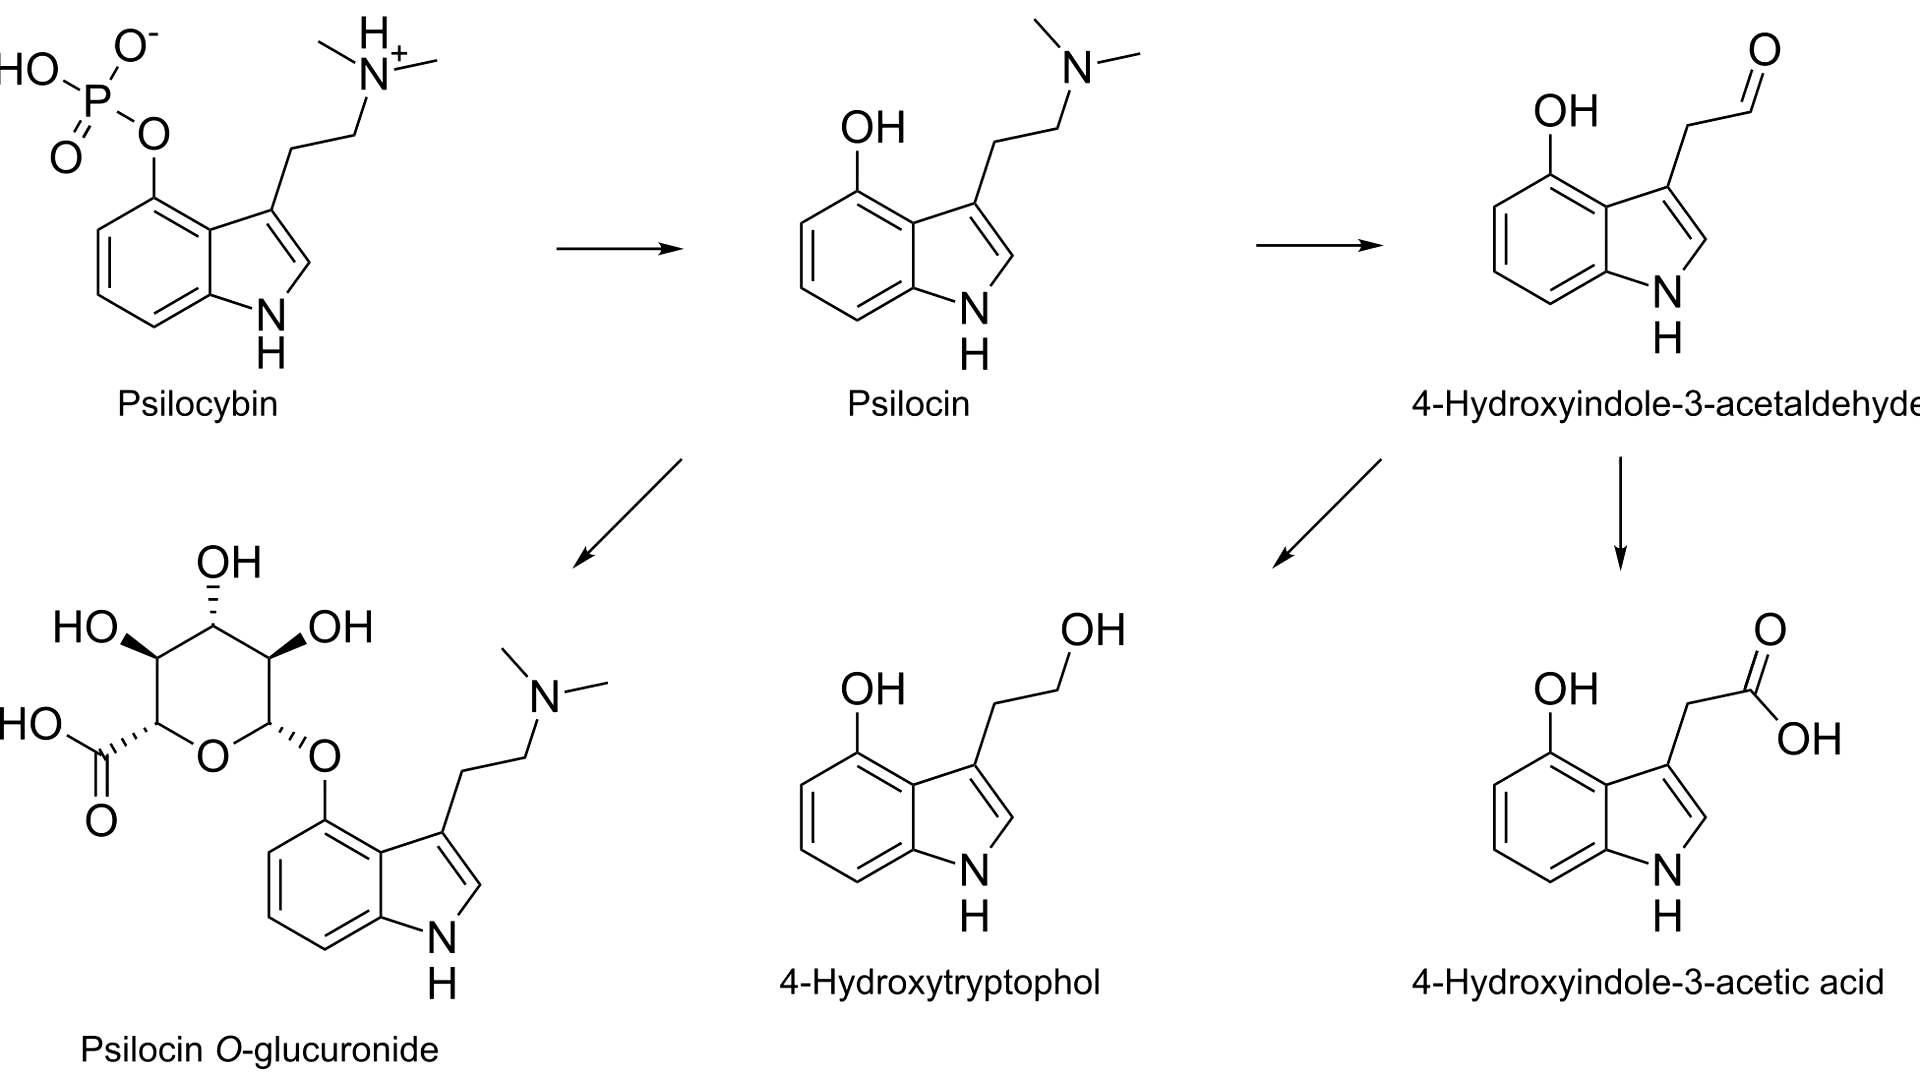 O-
H
HO
N+
P
O
O
N
H
Psilocybin
OH
N
N
H
Psilocin
O
OH
N
H
4-Hydroxyindole-3-acetaldehyde
OH
HO
OH
HO
O
O
O
N
N
H
Psilocin O-glucuronide
OH
OH
N
H
4-Hydroxytryptophol
O
OH
OH
N
H
4-Hydroxyindole-3-acetic acid